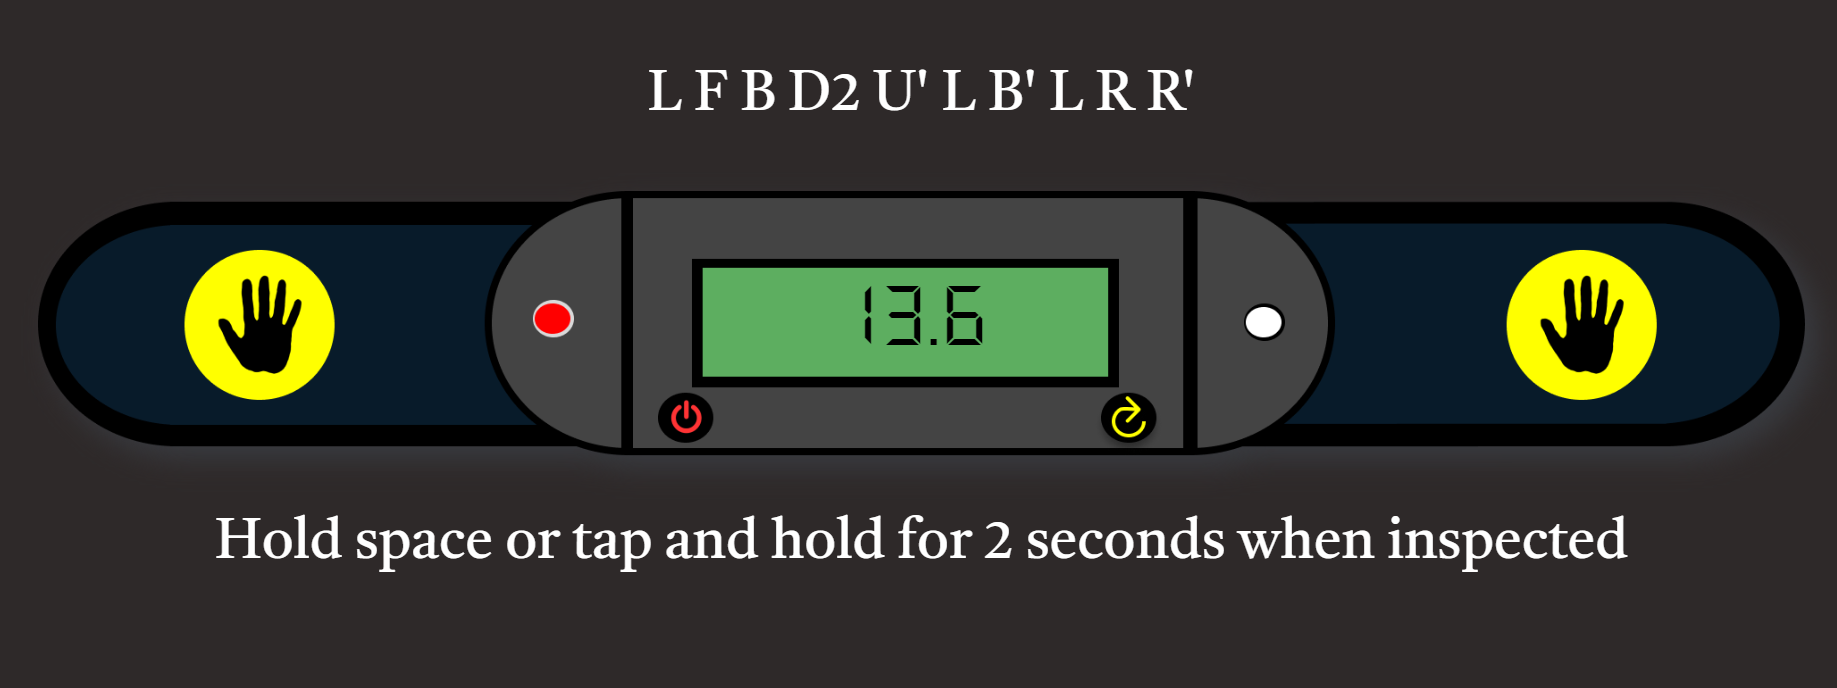 L F B D2 U' L B' L R R'
13.6
Hold space or tap and hold for 2 seconds when inspected